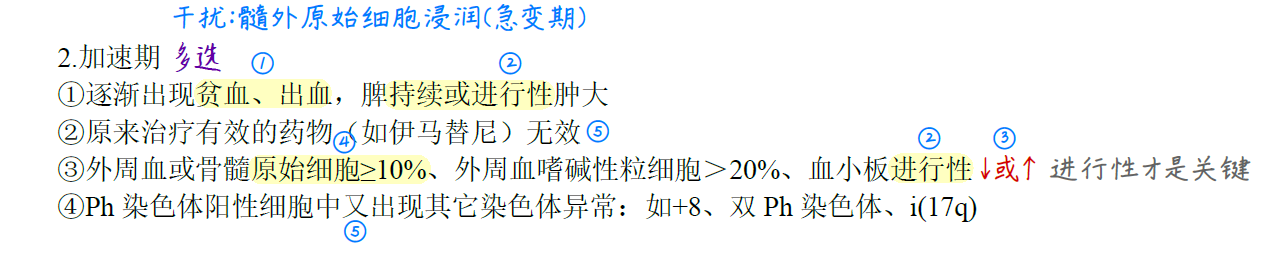 干扰:髓外原始细胞浸润(急变期)
2.加速期 多选 ① ②
①逐渐出现贫血、出血，脾持续或进行性肿大
②原来治疗有效的药物（如伊马替尼）无效⑤
④ ② ③
③外周血或骨髓原始细胞≥10%、外周血嗜碱性粒细胞＞20%、血小板进行性↓或↑ 进行性才是关键
④Ph 染色体阳性细胞中又出现其它染色体异常：如+8、双 Ph 染色体、i(17q)
⑤